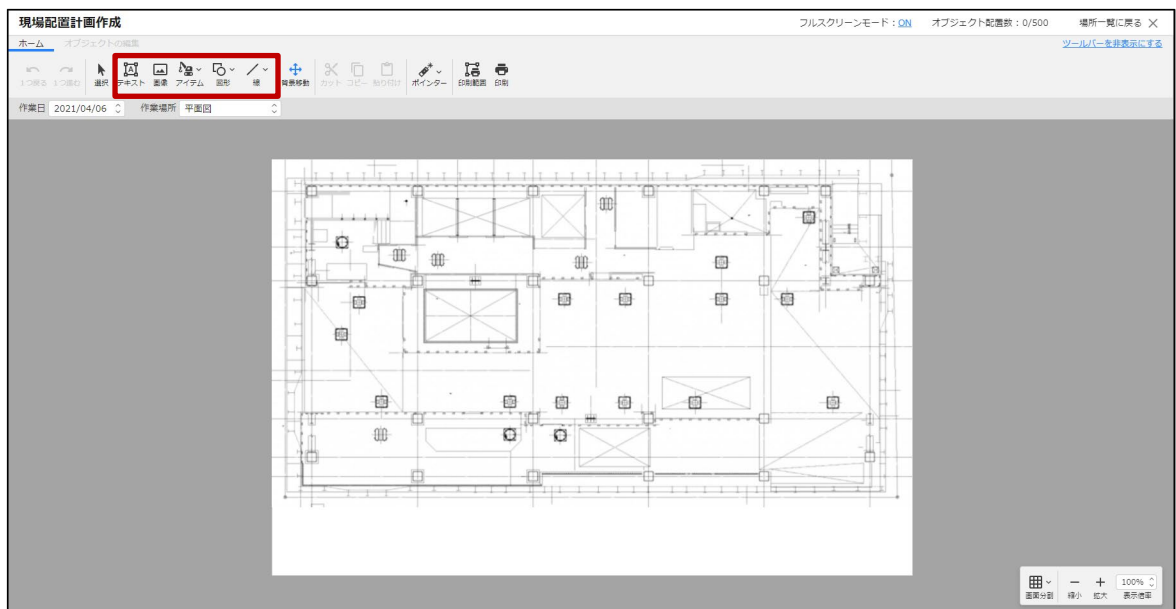 現場配置計画作成
フルスクリーンモード：ON オブジェクト配置数：0/500 場所一覧に戻る
ホーム オブジェクトの編集 ツールバーを非表示にする
1つ戻る 1つ進む 選択 テキスト 画像 アイテム 図形 線 背景移動 カット コピー 貼り付け ポインター 印刷範囲 印刷
作業日 2021/04/06 作業場所 平面図
100%
画面分割 縮小 拡大 表示倍率